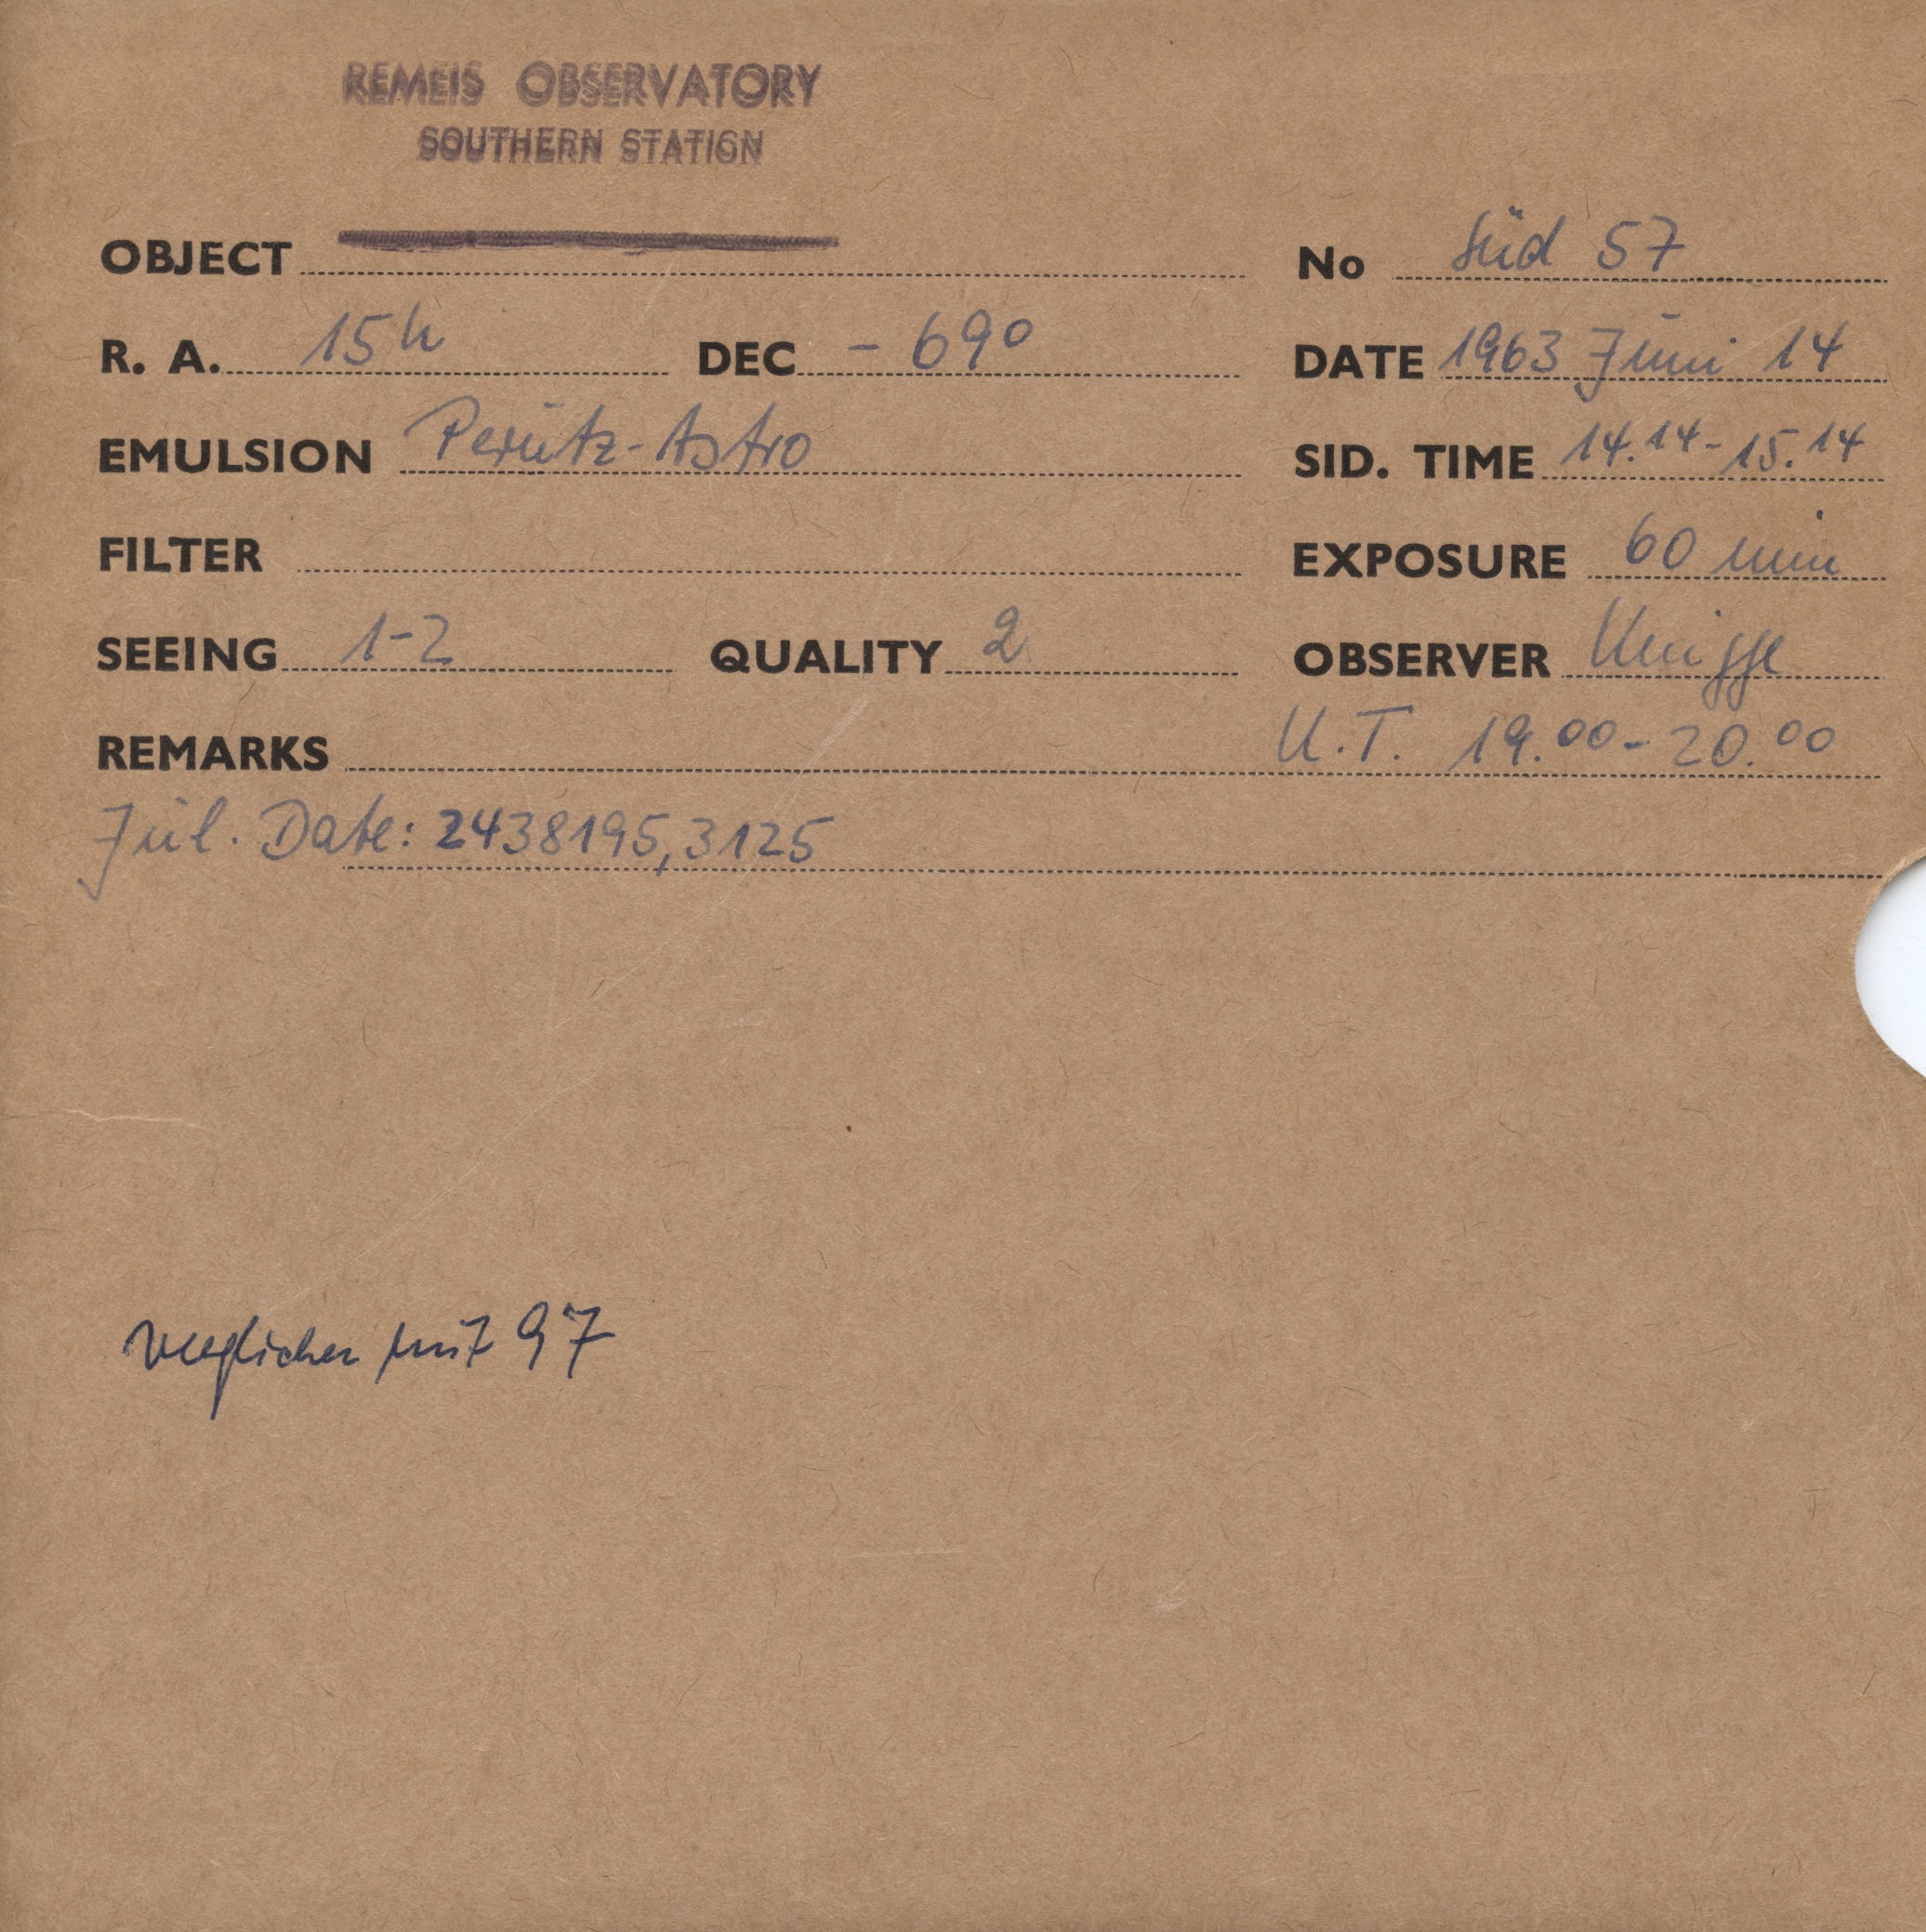 REMEIS OBSERVATORY
SOUTHERN STATION
OBJECT No Süd 57
R. A. 15h DEC - 69° DATE 1963 Juni 14
EMULSION Perutz-Astro SID. TIME 14.14-15.14
FILTER EXPOSURE 60 min
SEEING 1-2 QUALITY 2 OBSERVER Knigge
REMARKS U.T. 19.00-20.00
Jul. Date: 2438195,3125
verglichen mit 97